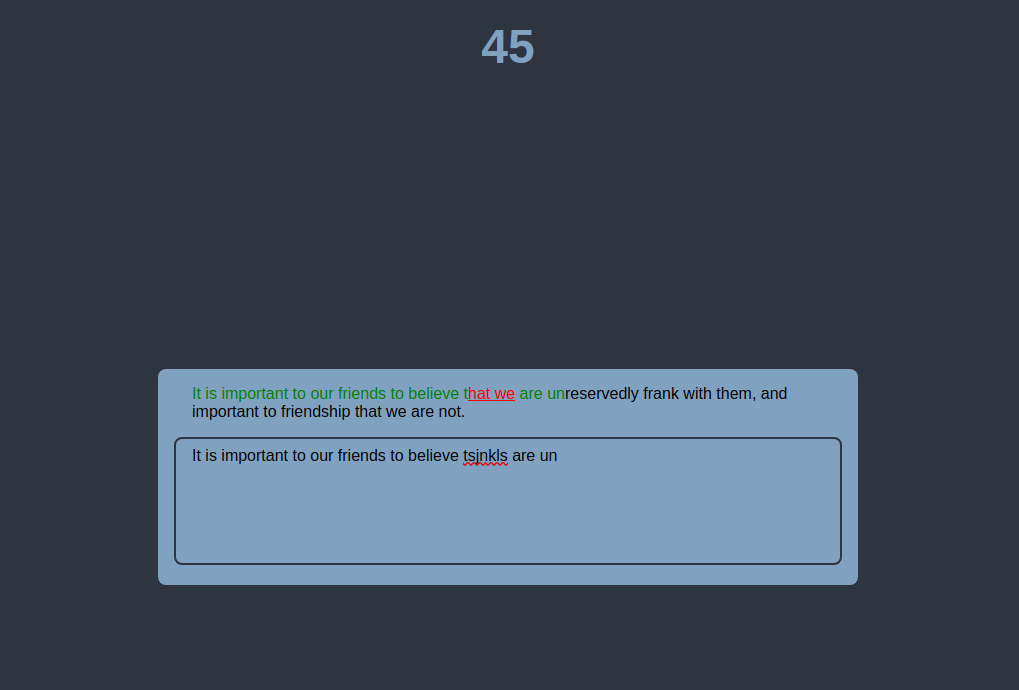 45
It is important to our friends to believe that we are unreservedly frank with them, and
important to friendship that we are not.
It is important to our friends to believe tsjnkls are un